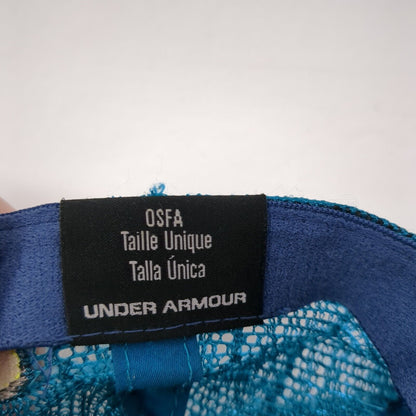 OSFA
Taille Unique
Talla Única
UNDER ARMOUR